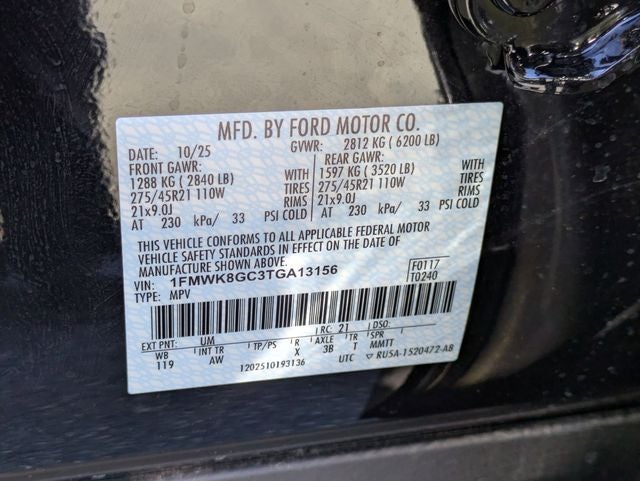 MFD. BY FORD MOTOR CO.
DATE: 10/25 GVWR: 2812 KG ( 6200 LB)
FRONT GAWR: REAR GAWR:
1288 KG ( 2840 LB) WITH 1597 KG ( 3520 LB) WITH
275/45R21 110W TIRES 275/45R21 110W TIRES
21x9.0J RIMS 21x9.0J RIMS
AT 230 kPa/ 33 PSI COLD AT 230 kPa/ 33 PSI COLD
THIS VEHICLE CONFORMS TO ALL APPLICABLE FEDERAL MOTOR
VEHICLE SAFETY STANDARDS IN EFFECT ON THE DATE OF
MANUFACTURE SHOWN ABOVE.
VIN: 1FMWK8GC3TGA13156 F0117
TYPE: MPV T0240
EXT PNT: UM RC: 21 DSO:
WB INT TR TP/PS R AXLE T SPR
119 AW X 3B MMTT
1202510193136 UTC ▽ RU5A-1520472-AB